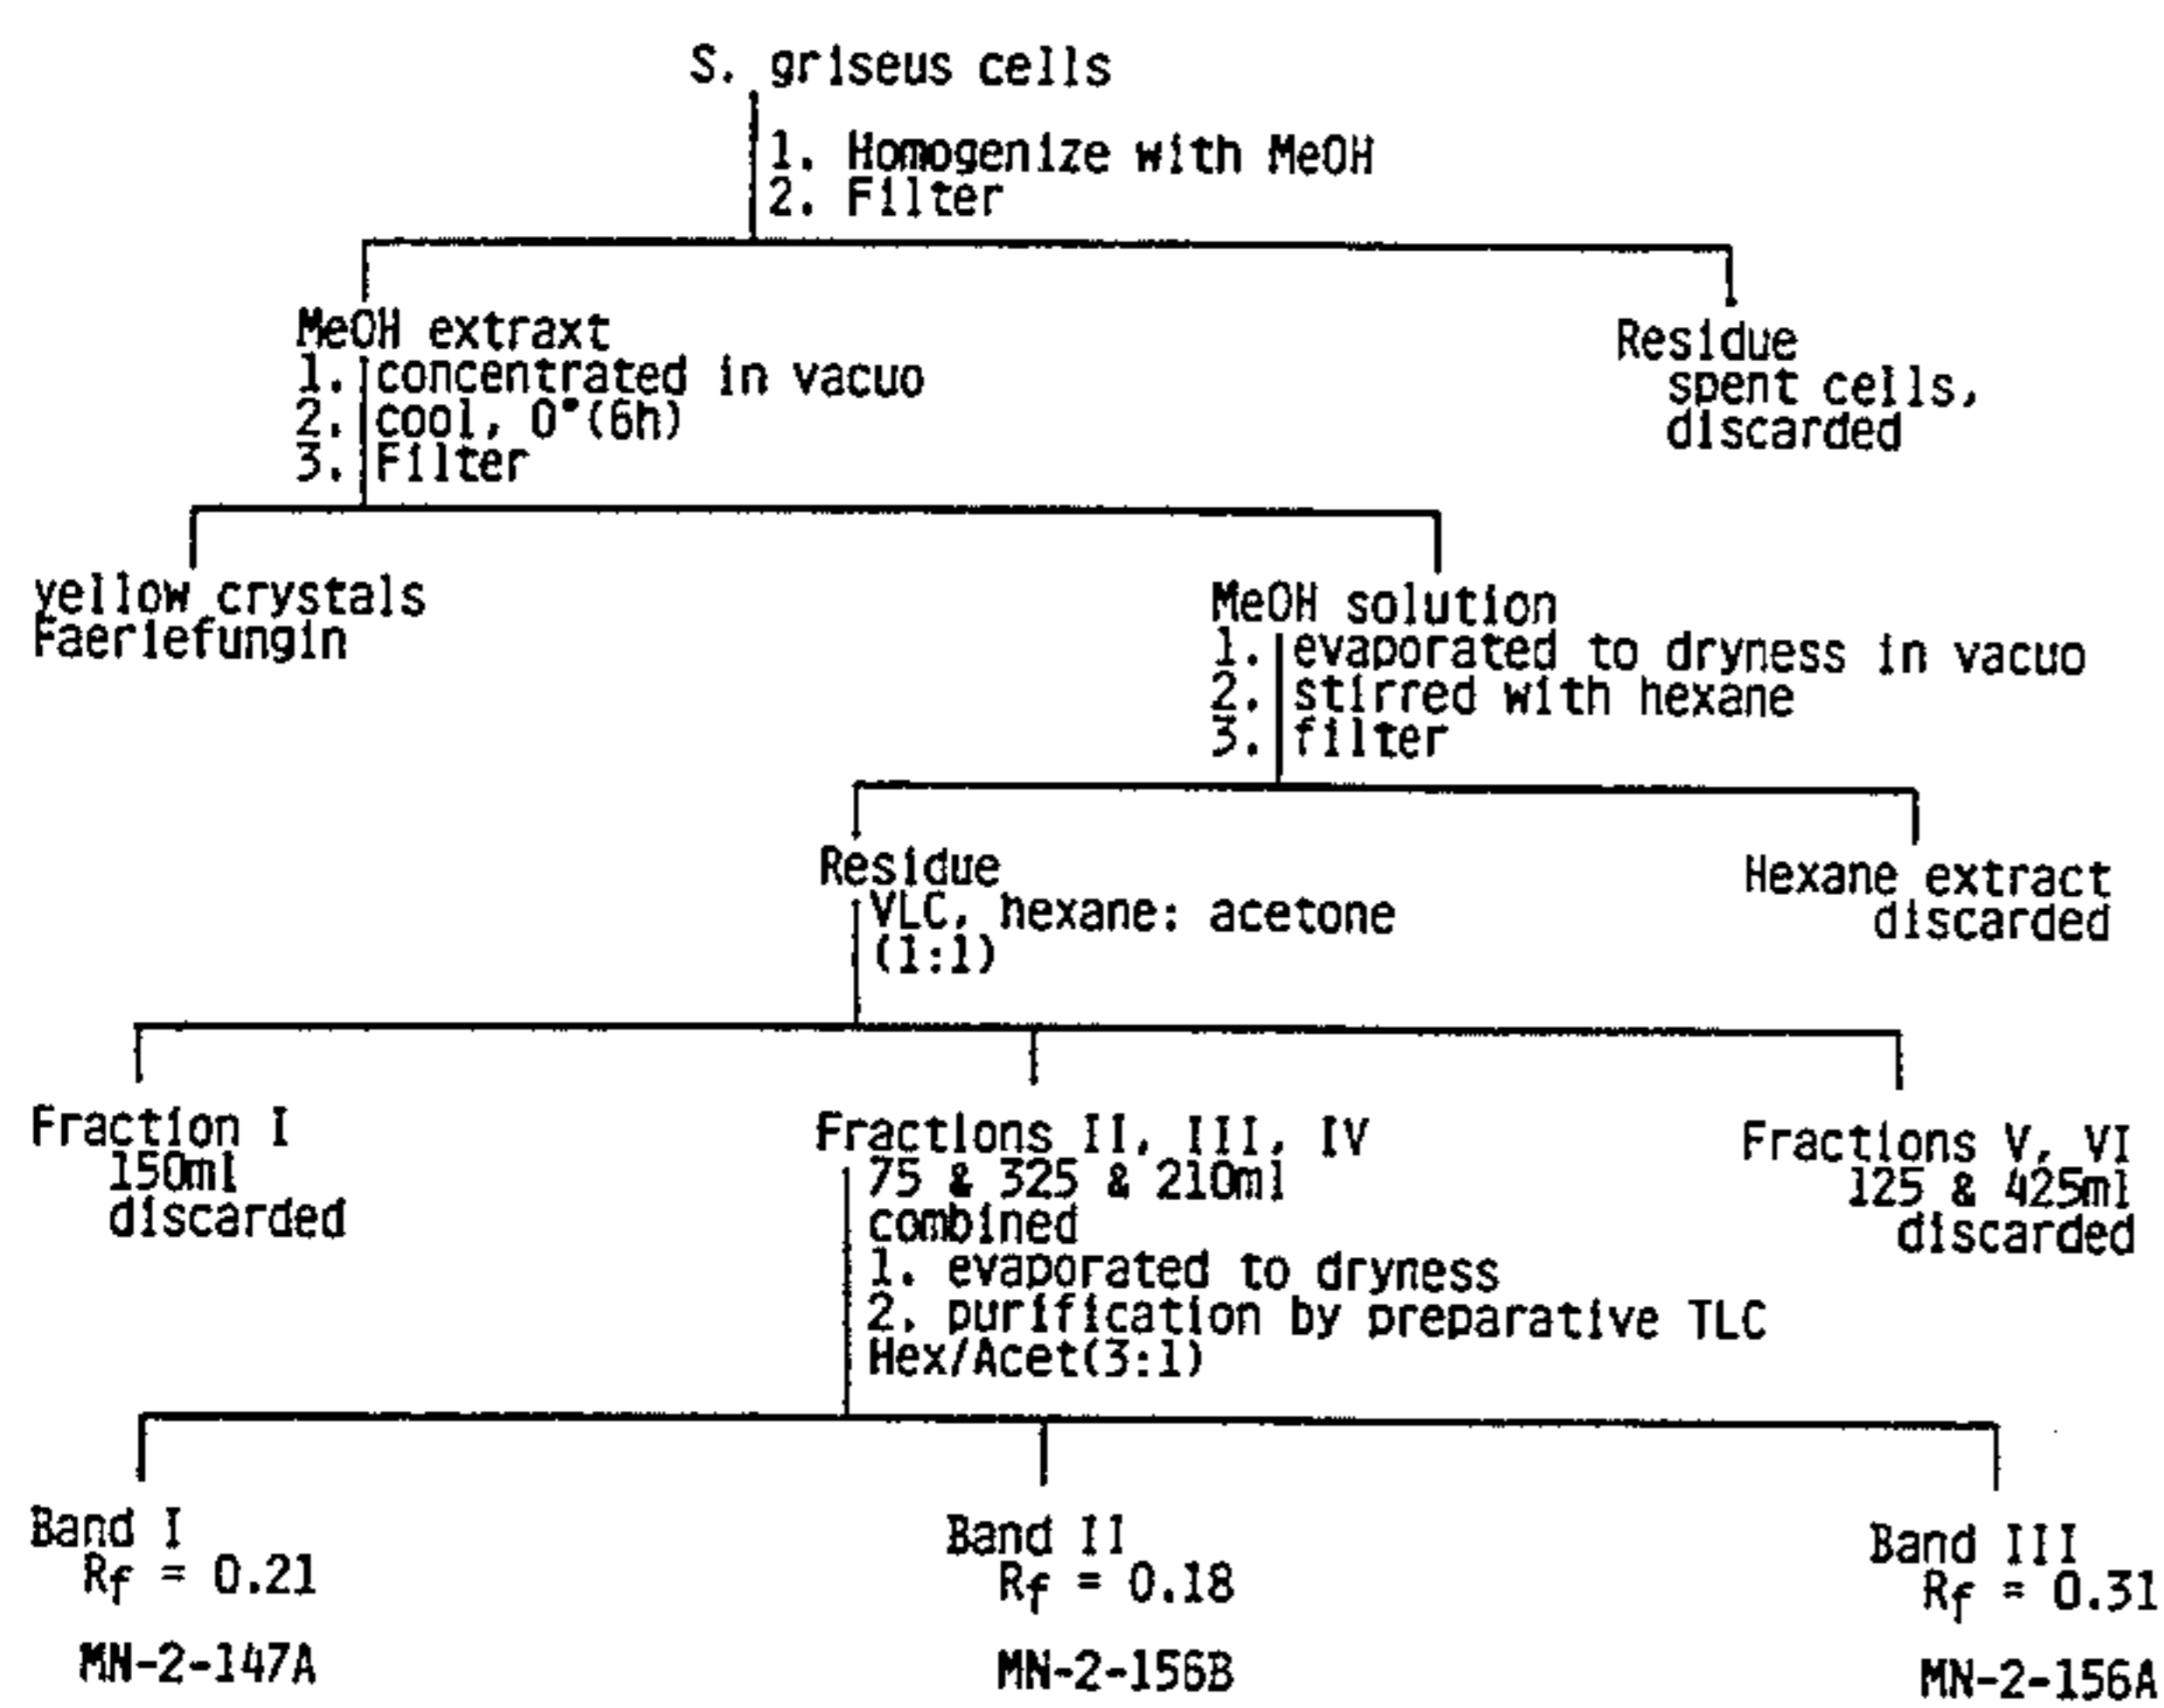 S. griseus cells
1. Homogenize with MeOH
2. Filter
MeOH extraxt
1. concentrated in vacuo
2. cool, 0°(6h)
3. Filter
Residue
spent cells,
discarded
yellow crystals
Faeriefungin
MeOH solution
1. evaporated to dryness in vacuo
2. stirred with hexane
3. filter
Residue
VLC, hexane: acetone
(1:1)
Hexane extract
discarded
Fraction I
150ml
discarded
Fractions II, III, IV
75 & 325 & 210ml
combined
1. evaporated to dryness
2. purification by preparative TLC
Hex/Acet(3:1)
Fractions V, VI
125 & 425ml
discarded
Band I
Rf = 0.21
MN-2-147A
Band II
Rf = 0.18
MN-2-156B
Band III
Rf = 0.31
MN-2-156A